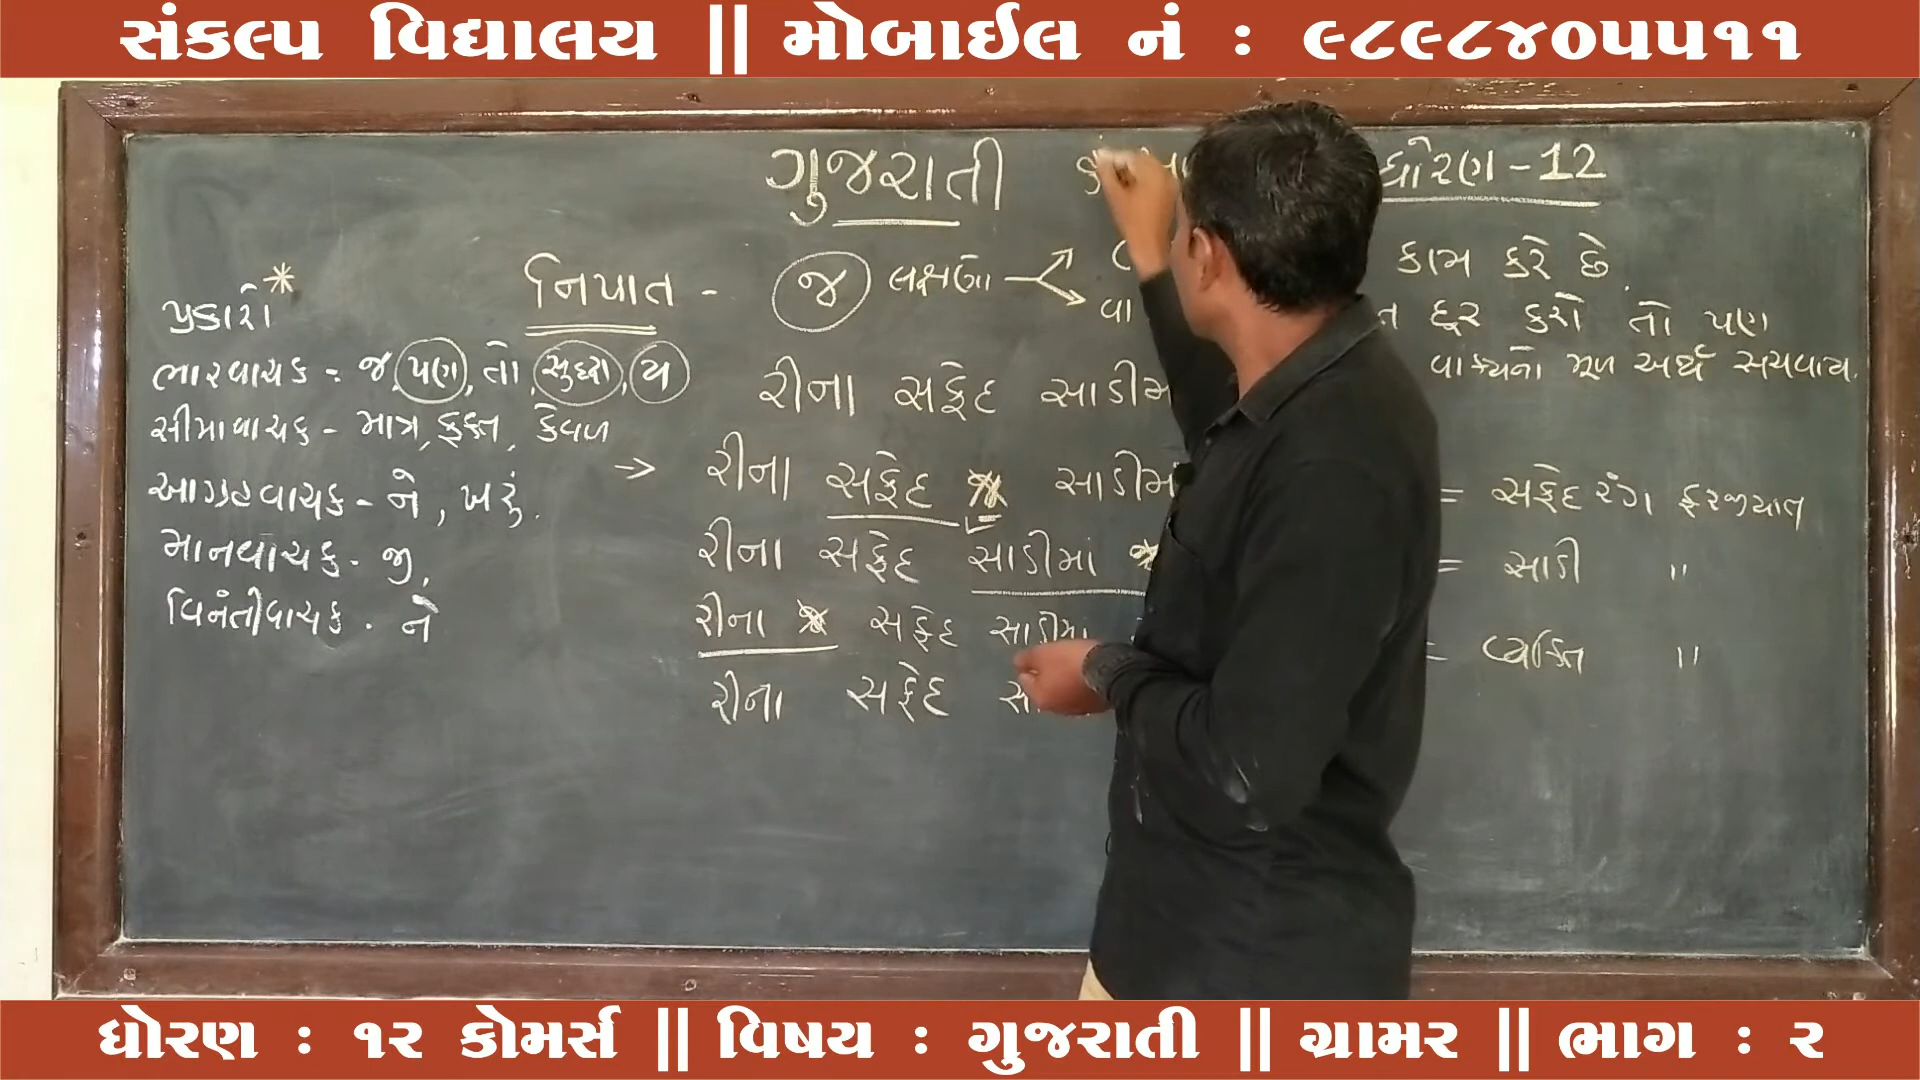 સંકલ્પ વિદ્યાલય || મોબાઈલ નં : ૯૮૯૮૪૦૫૫૧૧
ગુજરાતી ધોરણ - 12
નિપાત - જ લક્ષણો કામ કરે છે.
વા ત દૂર કરો તો પણ
વાક્યનો મૂળ અર્થ સચવાય.
પ્રકારો *
ભારવાચક - જ, પણ, તો, સુદ્ધા, ય
સીમાવાચક - માત્ર, ફક્ત, કેવળ
આગ્રહવાચક - ને, ખરું.
માનવાચક - જી,
વિનંતીવાચક - ને
રીના સફેદ સાડીમ
→ રીના સફેદ જ સાડીમાં = સફેદ રંગ ફરજીયાત
રીના સફેદ સાડીમાં જ = સાડી "
રીના જ સફેદ સાડીમાં = વ્યક્તિ "
રીના સફેદ સા
ધોરણ : ૧૨ કોમર્સ || વિષય : ગુજરાતી || ગ્રામર || ભાગ : ૨